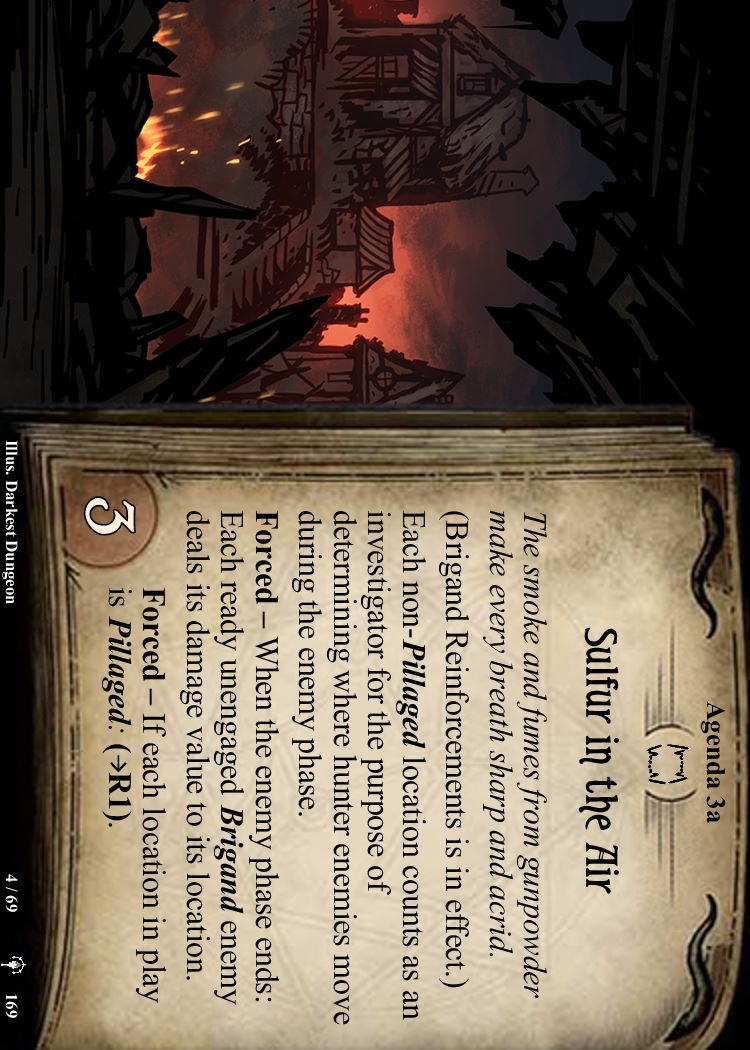 Agenda 3a
Sulfur in the Air
The smoke and fumes from gunpowder
make every breath sharp and acrid.
(Brigand Reinforcements is in effect.)
Each non-Pillaged location counts as an
investigator for the purpose of
determining where hunter enemies move
during the enemy phase.
Forced – When the enemy phase ends:
Each ready unengaged Brigand enemy
deals its damage value to its location.
Forced – If each location in play
is Pillaged: (→R1).
3
Illus. Darkest Dungeon
4 / 69
169